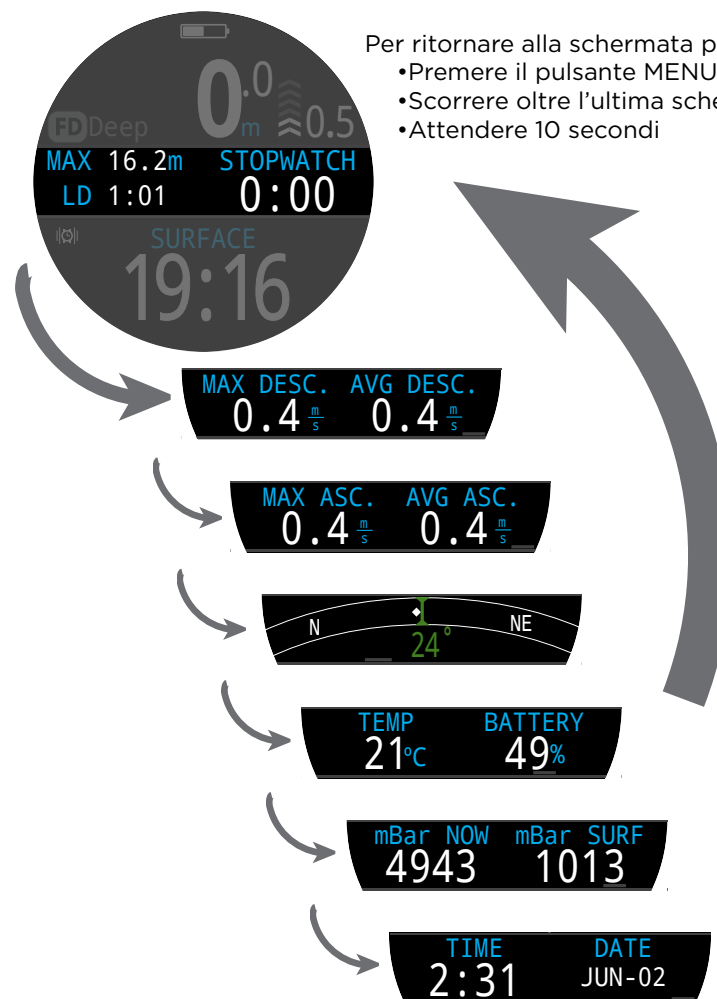 Per ritornare alla schermata p
•Premere il pulsante MENU
•Scorrere oltre l'ultima sche
•Attendere 10 secondi
0.0 m 0.5
FD Deep
MAX 16.2m STOPWATCH
LD 1:01 0:00
SURFACE
19:16
MAX DESC. AVG DESC.
0.4 m/s 0.4 m/s
MAX ASC. AVG ASC.
0.4 m/s 0.4 m/s
N NE
24°
TEMP BATTERY
21°C 49%
mBar NOW mBar SURF
4943 1013
TIME DATE
2:31 JUN-02